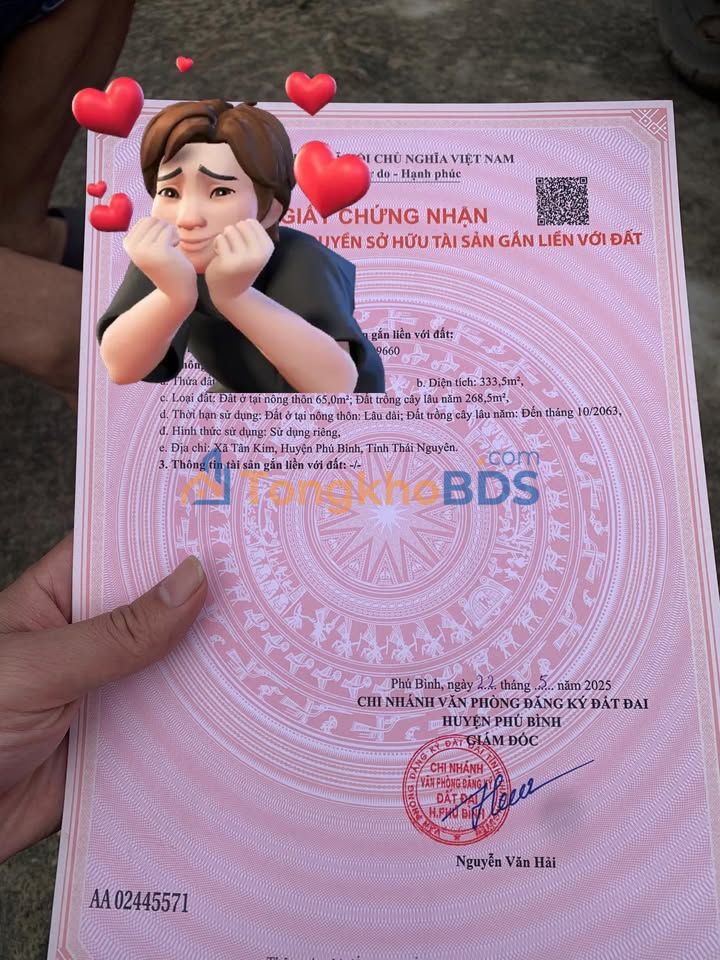 HỘI CHỦ NGHĨA VIỆT NAM
do - Hạnh phúc
GIẤY CHỨNG NHẬN
QUYỀN SỞ HỮU TÀI SẢN GẮN LIỀN VỚI ĐẤT
gắn liền với đất:
9660
a. Thửa đất b. Diện tích: 333,5m²,
c. Loại đất: Đất ở tại nông thôn 65,0m²; Đất trồng cây lâu năm 268,5m²,
d. Thời hạn sử dụng: Đất ở tại nông thôn: Lâu dài; Đất trồng cây lâu năm: Đến tháng 10/2063,
đ. Hình thức sử dụng: Sử dụng riêng,
e. Địa chỉ: Xã Tân Kim, Huyện Phú Bình, Tỉnh Thái Nguyên.
3. Thông tin tài sản gắn liền với đất: -/-
TongkhoBDS.com
Phú Bình, ngày 22 tháng 5 năm 2025
CHI NHÁNH VĂN PHÒNG ĐĂNG KÝ ĐẤT ĐAI
HUYỆN PHÚ BÌNH
GIÁM ĐỐC
CHI NHÁNH
VĂN PHÒNG ĐĂNG KÝ
ĐẤT ĐAI
H.PHÚ BÌNH
Nguyễn Văn Hải
AA 02445571